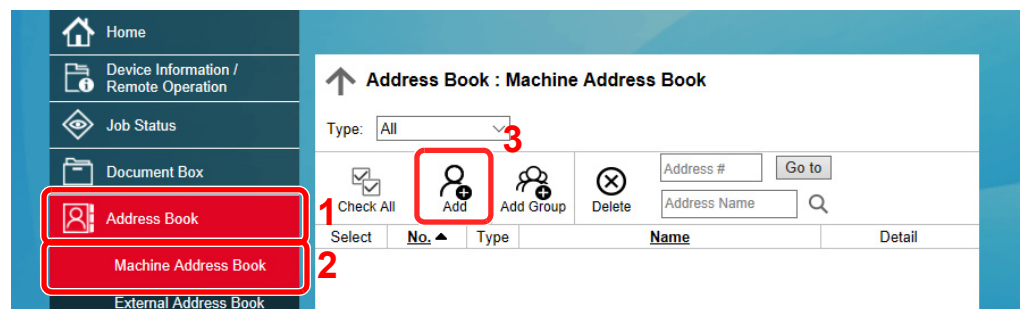 Home
Device Information /
Remote Operation
Job Status
Document Box
Address Book
1
Machine Address Book
2
External Address Book
Address Book : Machine Address Book
Type: All
3
Check All
Add
Add Group
Delete
Address #
Go to
Address Name
Select No. ▲ Type Name Detail